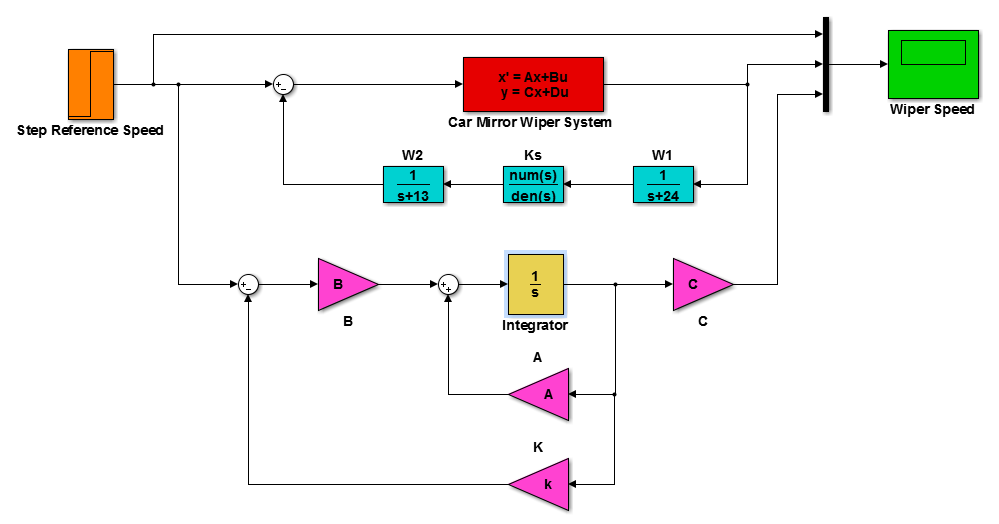 Step Reference Speed
x' = Ax+Bu
y = Cx+Du
Car Mirror Wiper System
Wiper Speed
W2
1
s+13
Ks
num(s)
den(s)
W1
1
s+24
B
B
1
s
Integrator
C
C
A
A
K
k